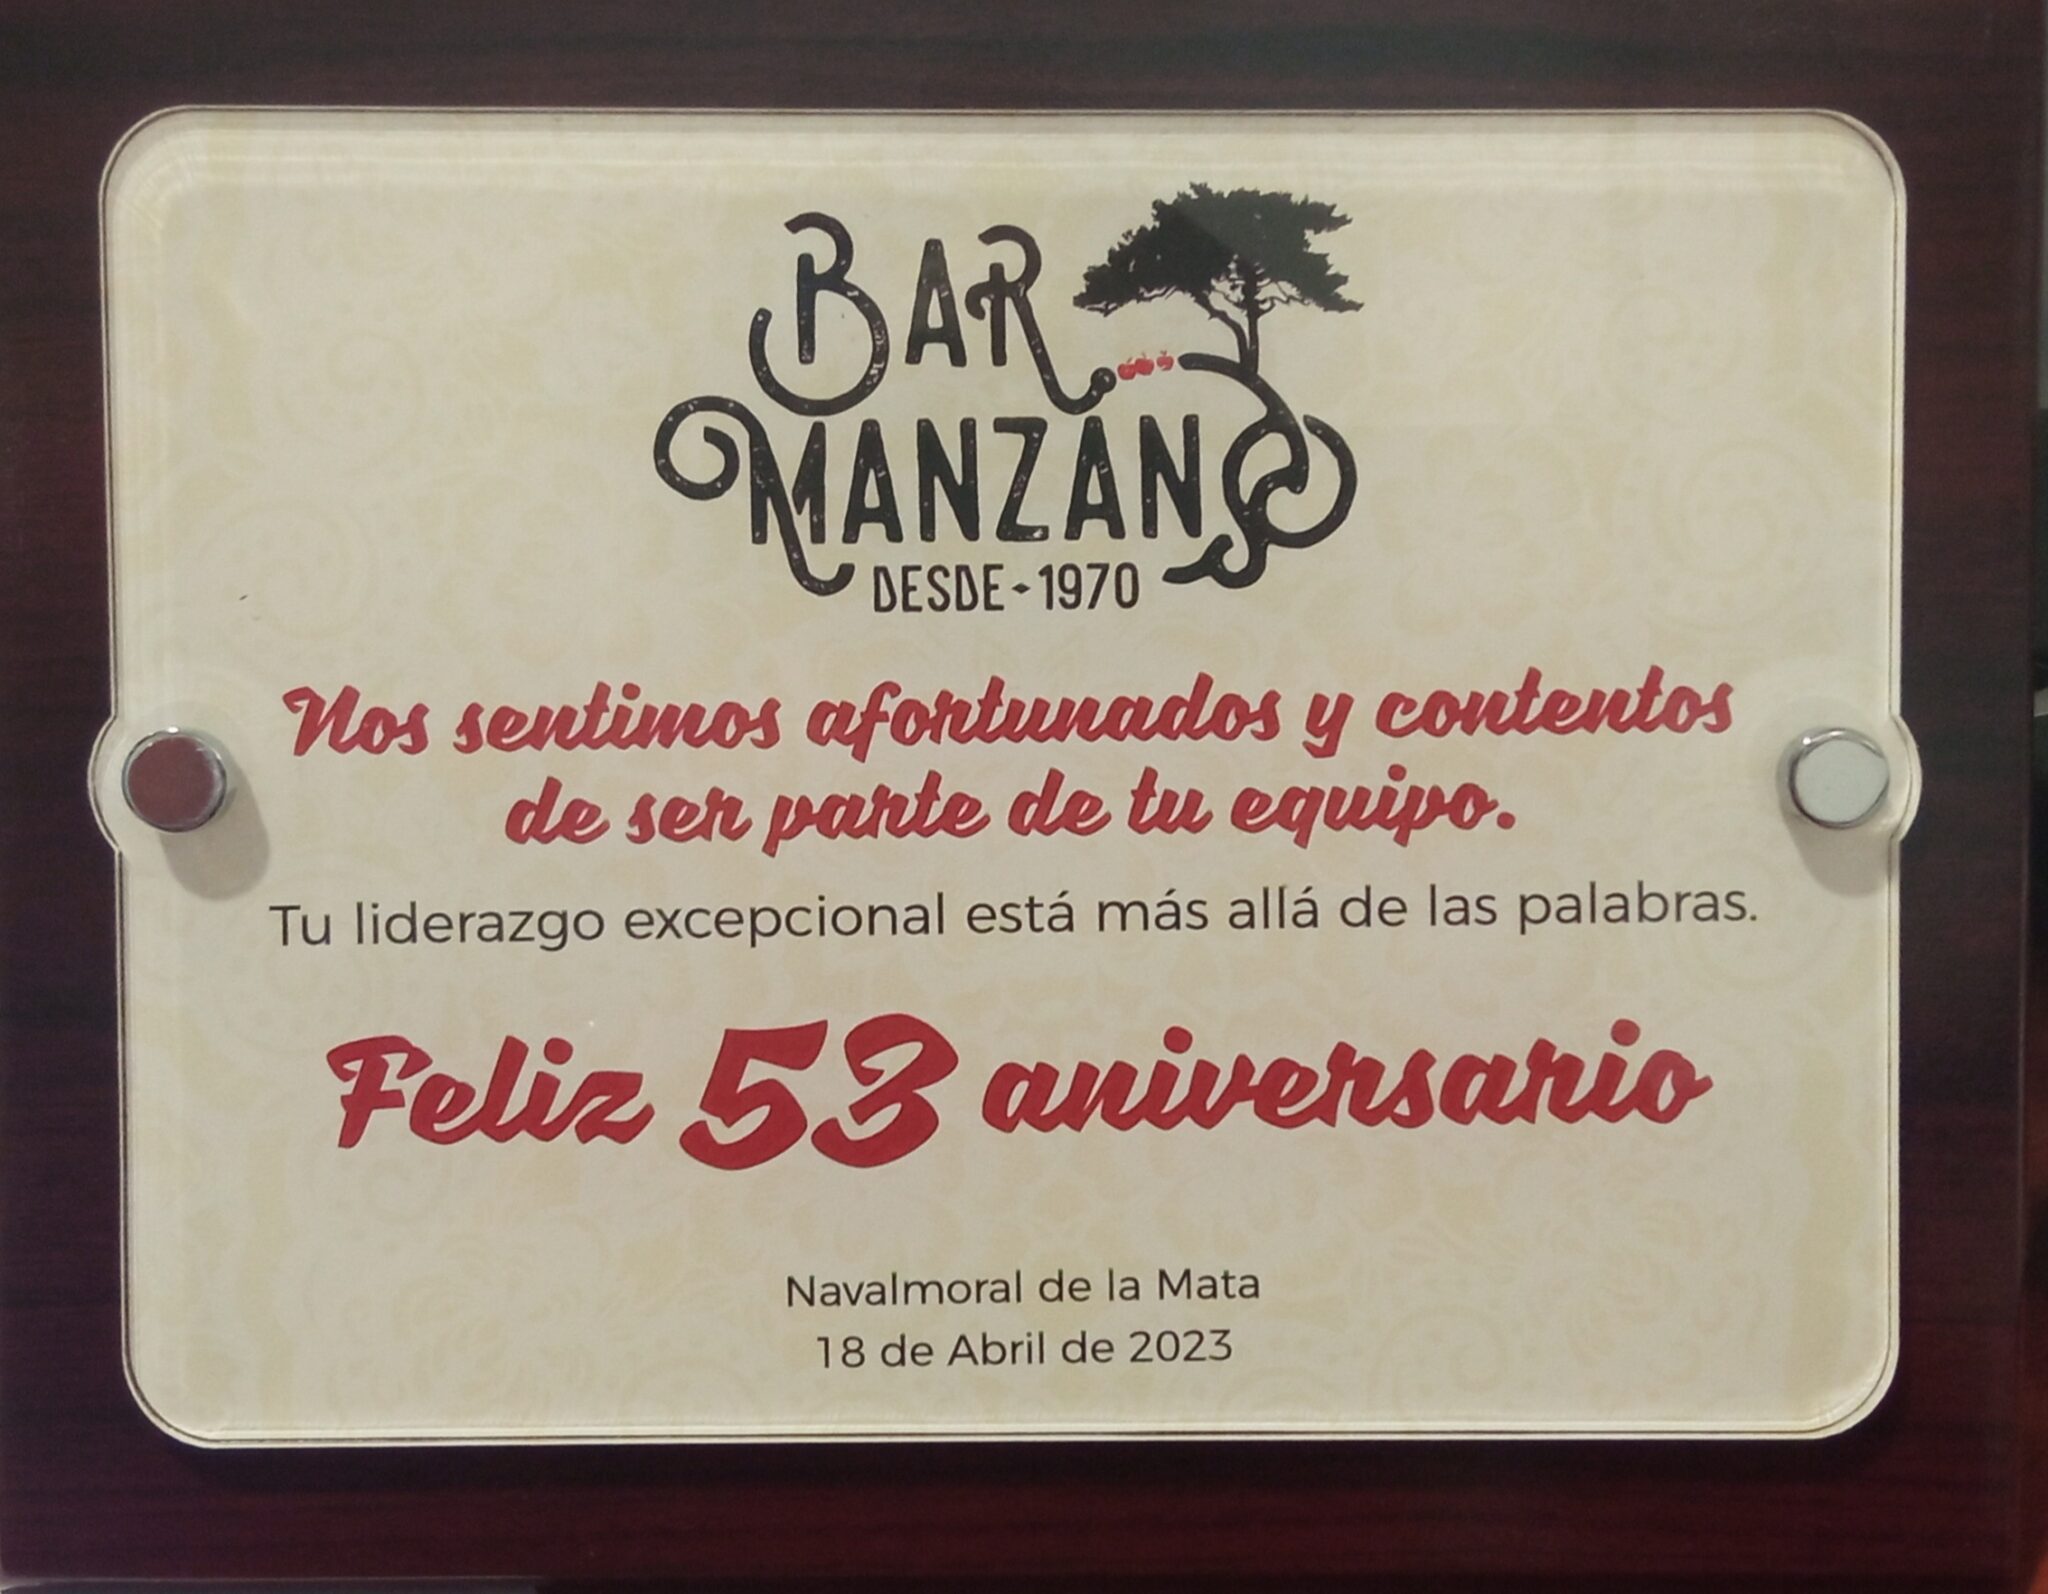 BAR
MANZANO
DESDE - 1970
Nos sentimos afortunados y contentos
de ser parte de tu equipo.
Tu liderazgo excepcional está más allá de las palabras.
Feliz 53 aniversario
Navalmoral de la Mata
18 de Abril de 2023